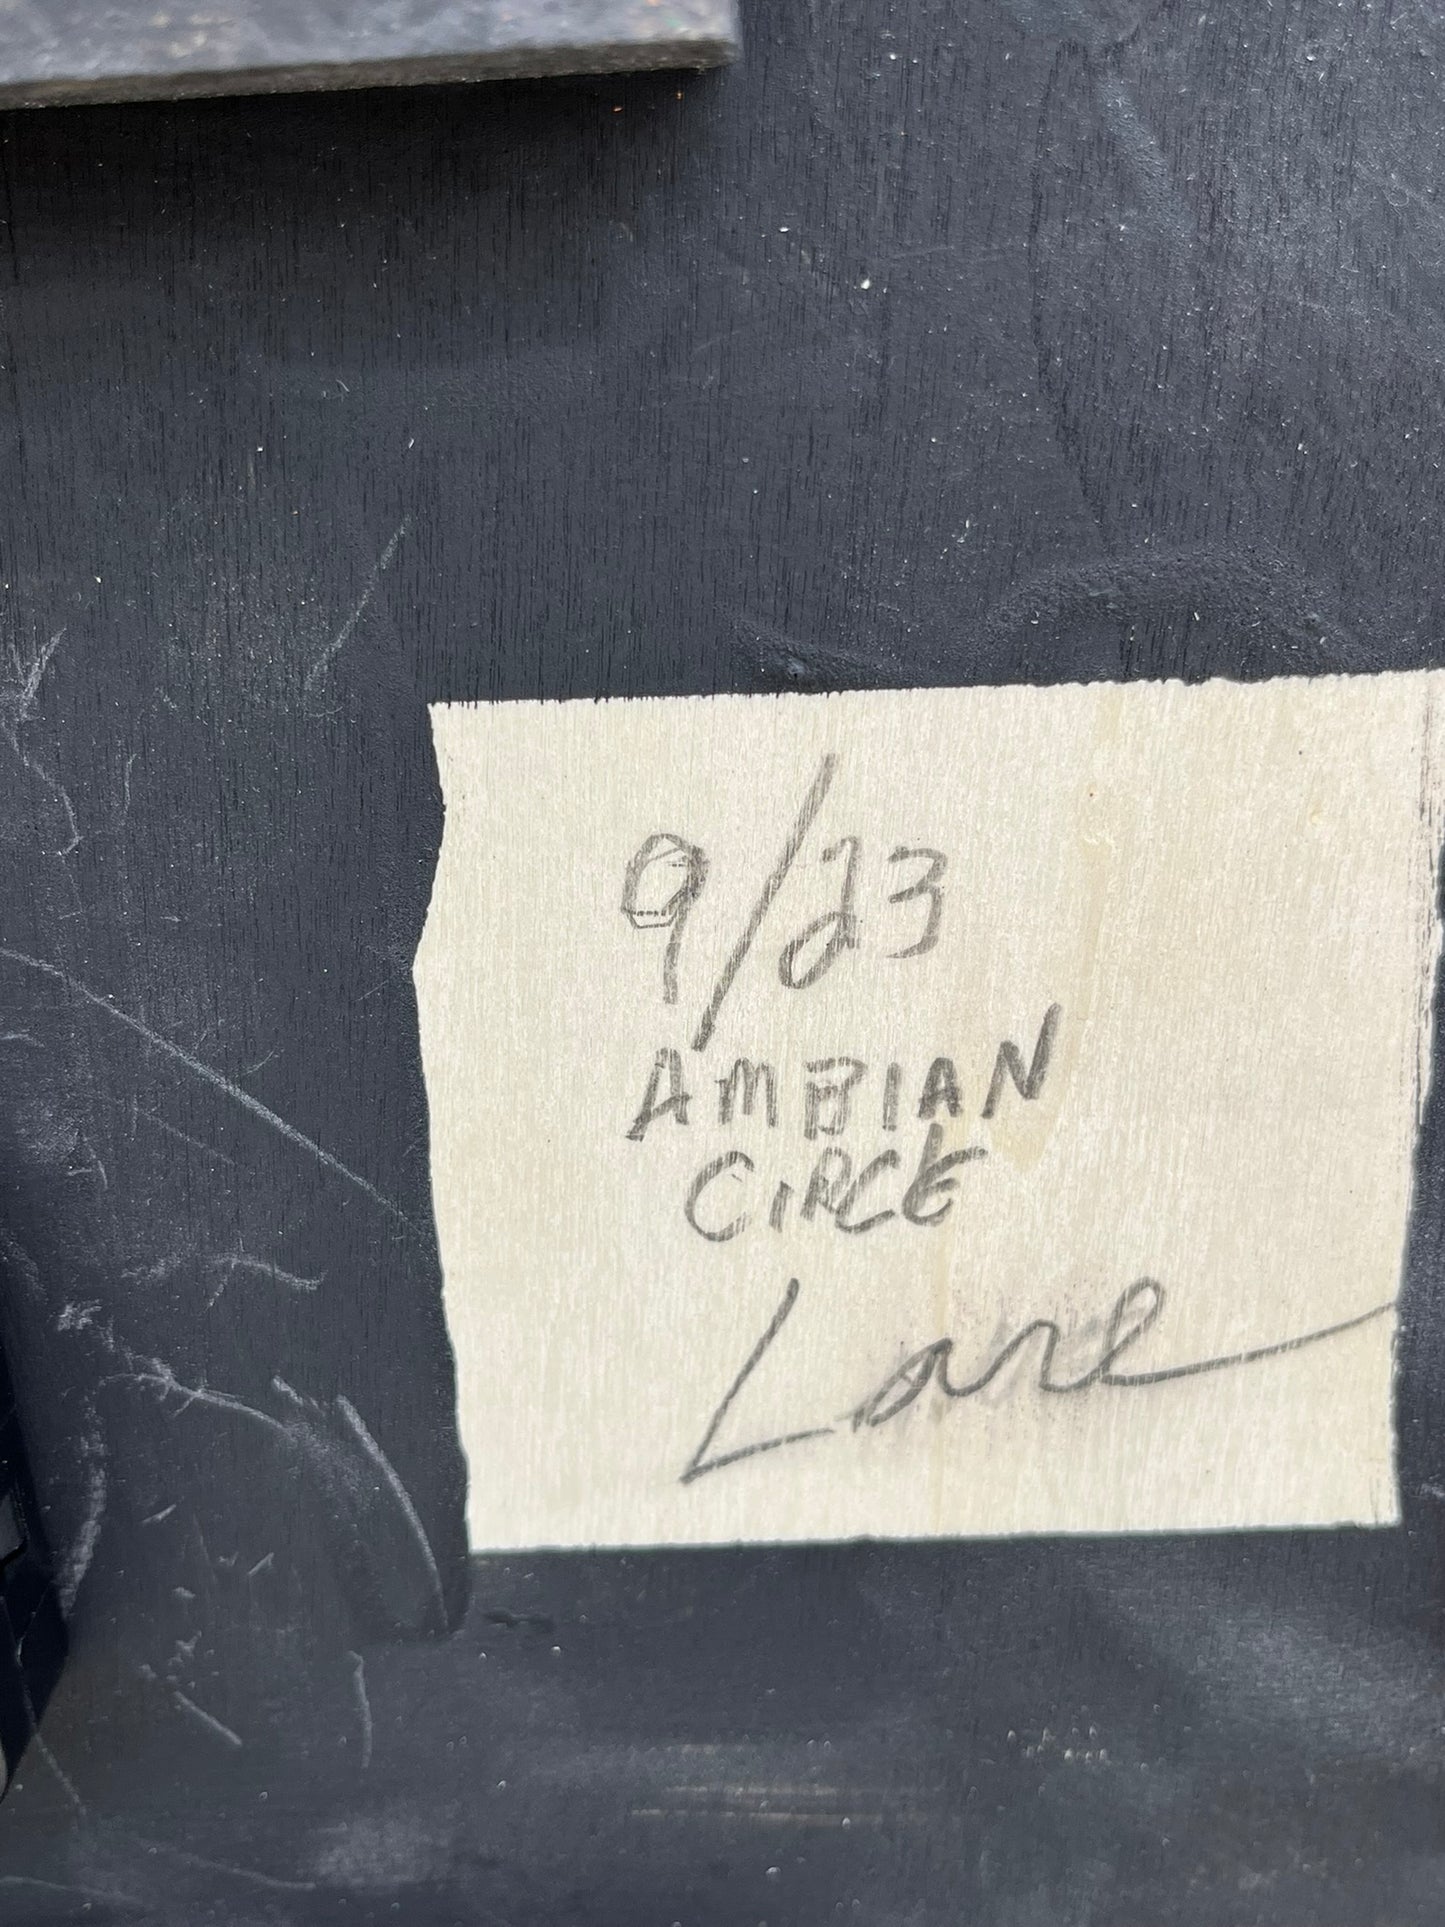 9/23
AMBIAN
CIRCE
Lane